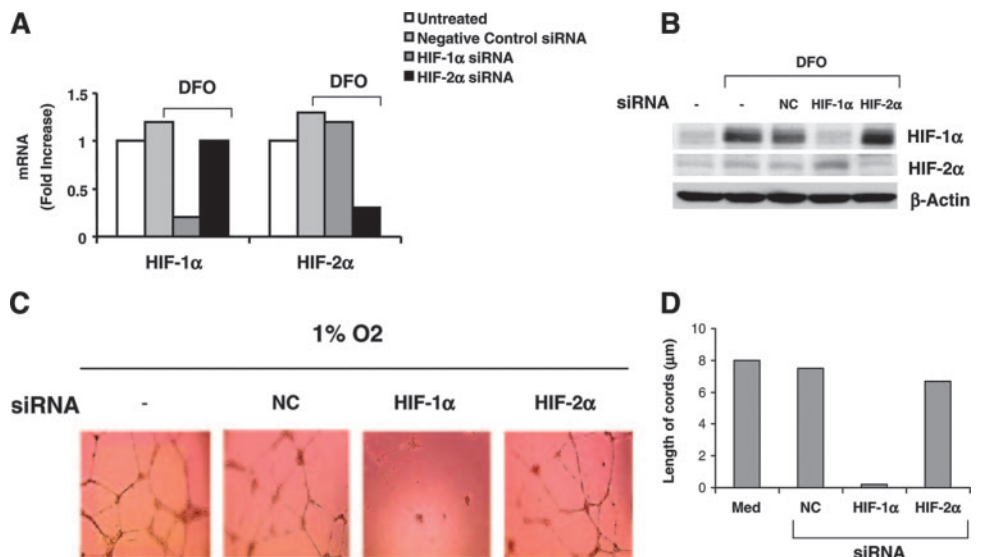 A
Untreated
Negative Control siRNA
HIF-1α siRNA
HIF-2α siRNA
DFO DFO
mRNA
(Fold Increase)
1.5
1
0.5
0
HIF-1α HIF-2α
B
DFO
siRNA - - NC HIF-1α HIF-2α
HIF-1α
HIF-2α
β-Actin
C
1% O2
siRNA - NC HIF-1α HIF-2α
D
Length of cords (μm)
10
8
6
4
2
0
Med NC HIF-1α HIF-2α
siRNA